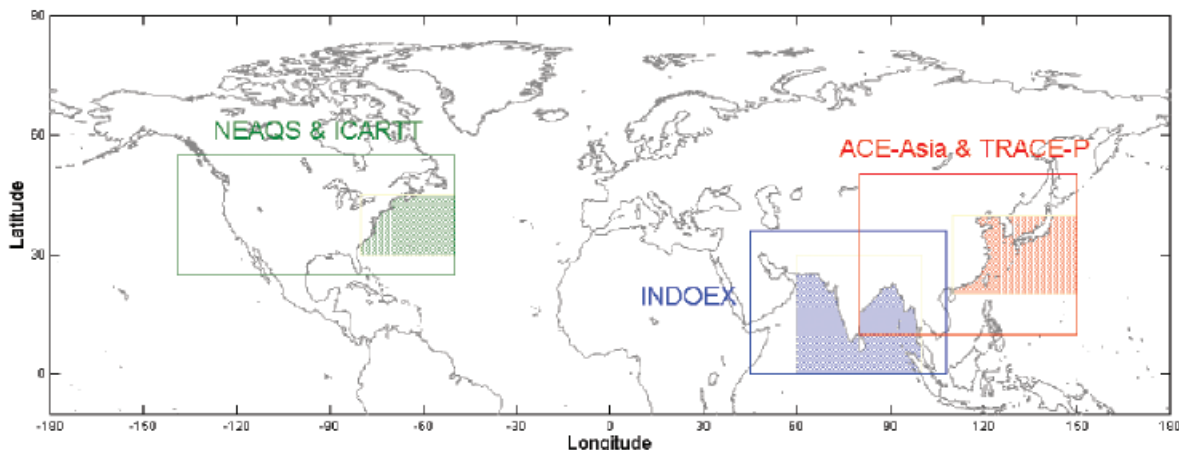 90
60
30
0
Latitude
NEAQS & ICARTT
ACE-Asia & TRACE-P
INDOEX
-180 -150 -120 -90 -60 -30 0 30 60 90 120 150 180
Longitude